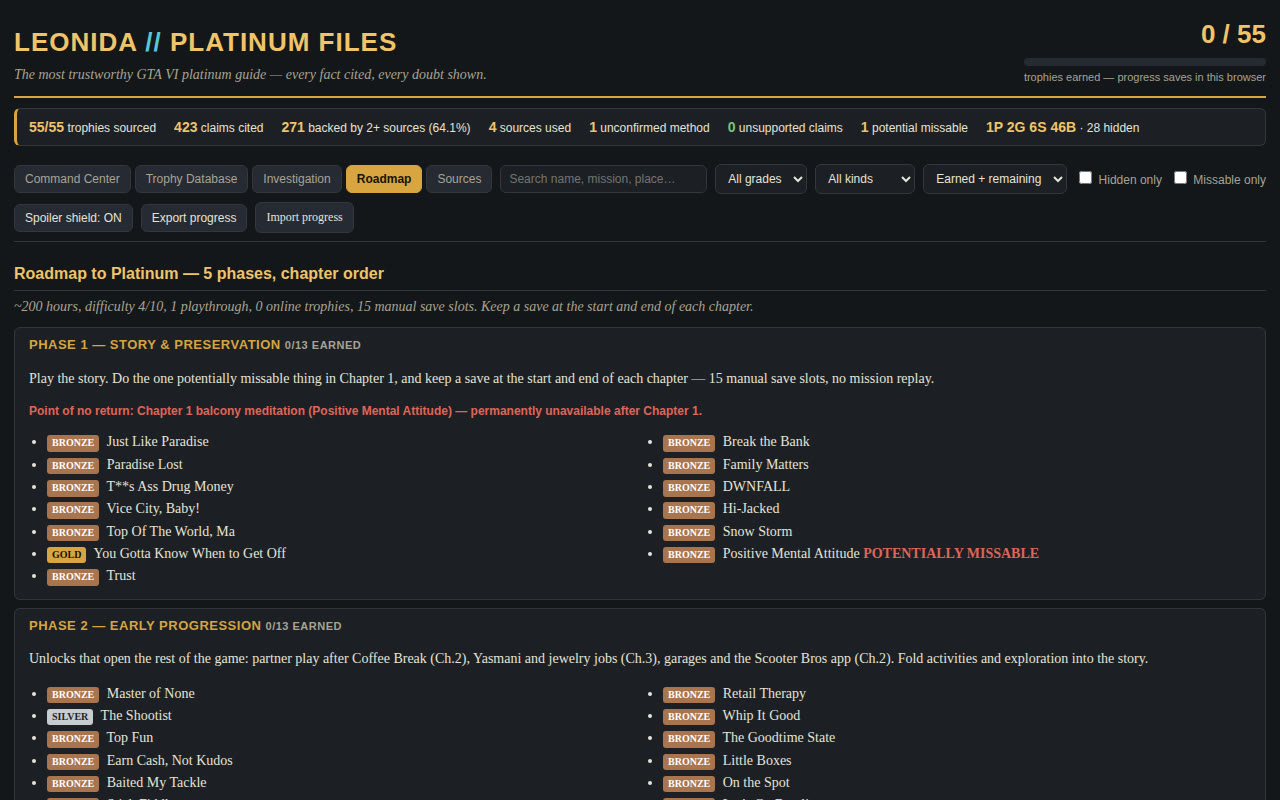 LEONIDA // PLATINUM FILES
The most trustworthy GTA VI platinum guide — every fact cited, every doubt shown.
0 / 55
trophies earned — progress saves in this browser
55/55 trophies sourced 423 claims cited 271 backed by 2+ sources (64.1%) 4 sources used 1 unconfirmed method 0 unsupported claims 1 potential missable 1P 2G 6S 46B · 28 hidden
Command Center Trophy Database Investigation Roadmap Sources Search name, mission, place… All grades All kinds Earned + remaining Hidden only Missable only
Spoiler shield: ON Export progress Import progress
Roadmap to Platinum — 5 phases, chapter order
~200 hours, difficulty 4/10, 1 playthrough, 0 online trophies, 15 manual save slots. Keep a save at the start and end of each chapter.
PHASE 1 — STORY & PRESERVATION 0/13 EARNED
Play the story. Do the one potentially missable thing in Chapter 1, and keep a save at the start and end of each chapter — 15 manual save slots, no mission replay.
Point of no return: Chapter 1 balcony meditation (Positive Mental Attitude) — permanently unavailable after Chapter 1.
BRONZE Just Like Paradise
BRONZE Paradise Lost
BRONZE T**s Ass Drug Money
BRONZE Vice City, Baby!
BRONZE Top Of The World, Ma
GOLD You Gotta Know When to Get Off
BRONZE Trust
BRONZE Break the Bank
BRONZE Family Matters
BRONZE DWNFALL
BRONZE Hi-Jacked
BRONZE Snow Storm
BRONZE Positive Mental Attitude POTENTIALLY MISSABLE
PHASE 2 — EARLY PROGRESSION 0/13 EARNED
Unlocks that open the rest of the game: partner play after Coffee Break (Ch.2), Yasmani and jewelry jobs (Ch.3), garages and the Scooter Bros app (Ch.2). Fold activities and exploration into the story.
BRONZE Master of None
SILVER The Shootist
BRONZE Top Fun
BRONZE Earn Cash, Not Kudos
BRONZE Baited My Tackle
BRONZE Retail Therapy
BRONZE Whip It Good
BRONZE The Goodtime State
BRONZE Little Boxes
BRONZE On the Spot